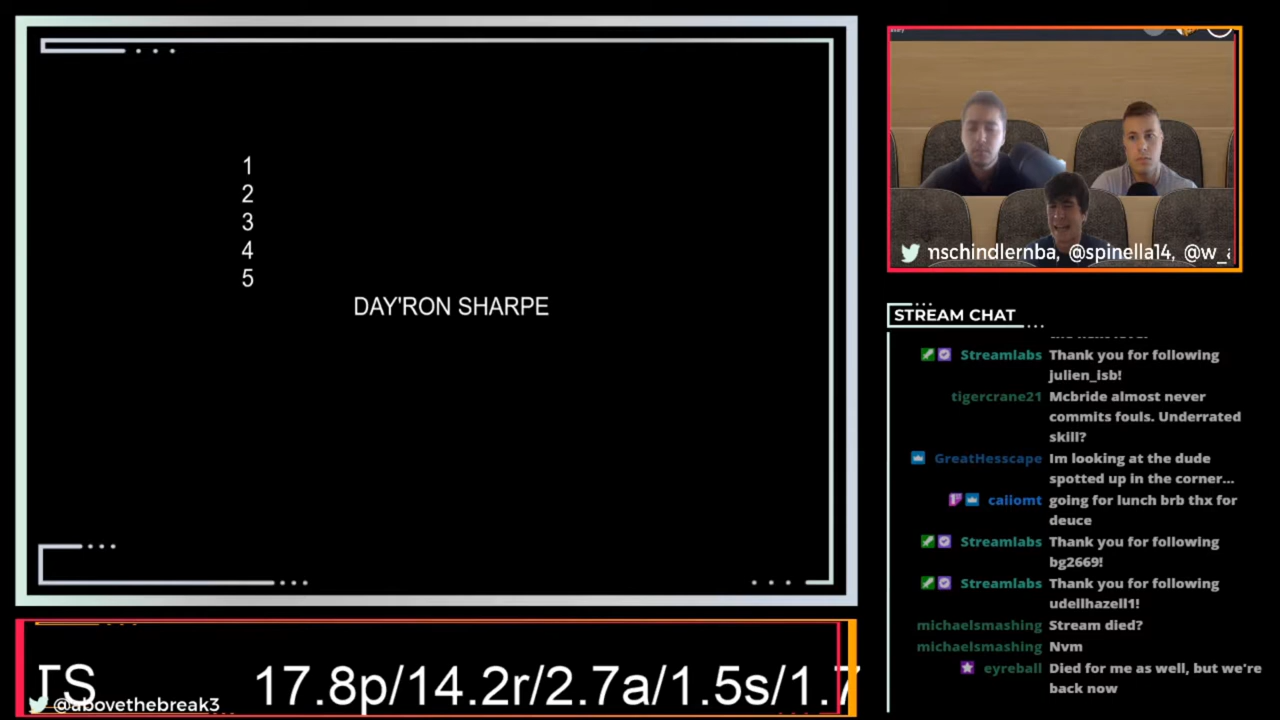 1
2
3
4
5
DAY'RON SHARPE
TS 17.8p/14.2r/2.7a/1.5s/1.7
@abovethebreak3
nschindlernba, @spinella14, @w_a
STREAM CHAT
Streamlabs Thank you for following
julien_isb!
tigercrane21 Mcbride almost never
commits fouls. Underrated
skill?
GreatHesscape Im looking at the dude
spotted up in the corner...
caiiomt going for lunch brb thx for
deuce
Streamlabs Thank you for following
bg2669!
Streamlabs Thank you for following
udellhazell1!
michaelsmashing Stream died?
michaelsmashing Nvm
eyreball Died for me as well, but we're
back now